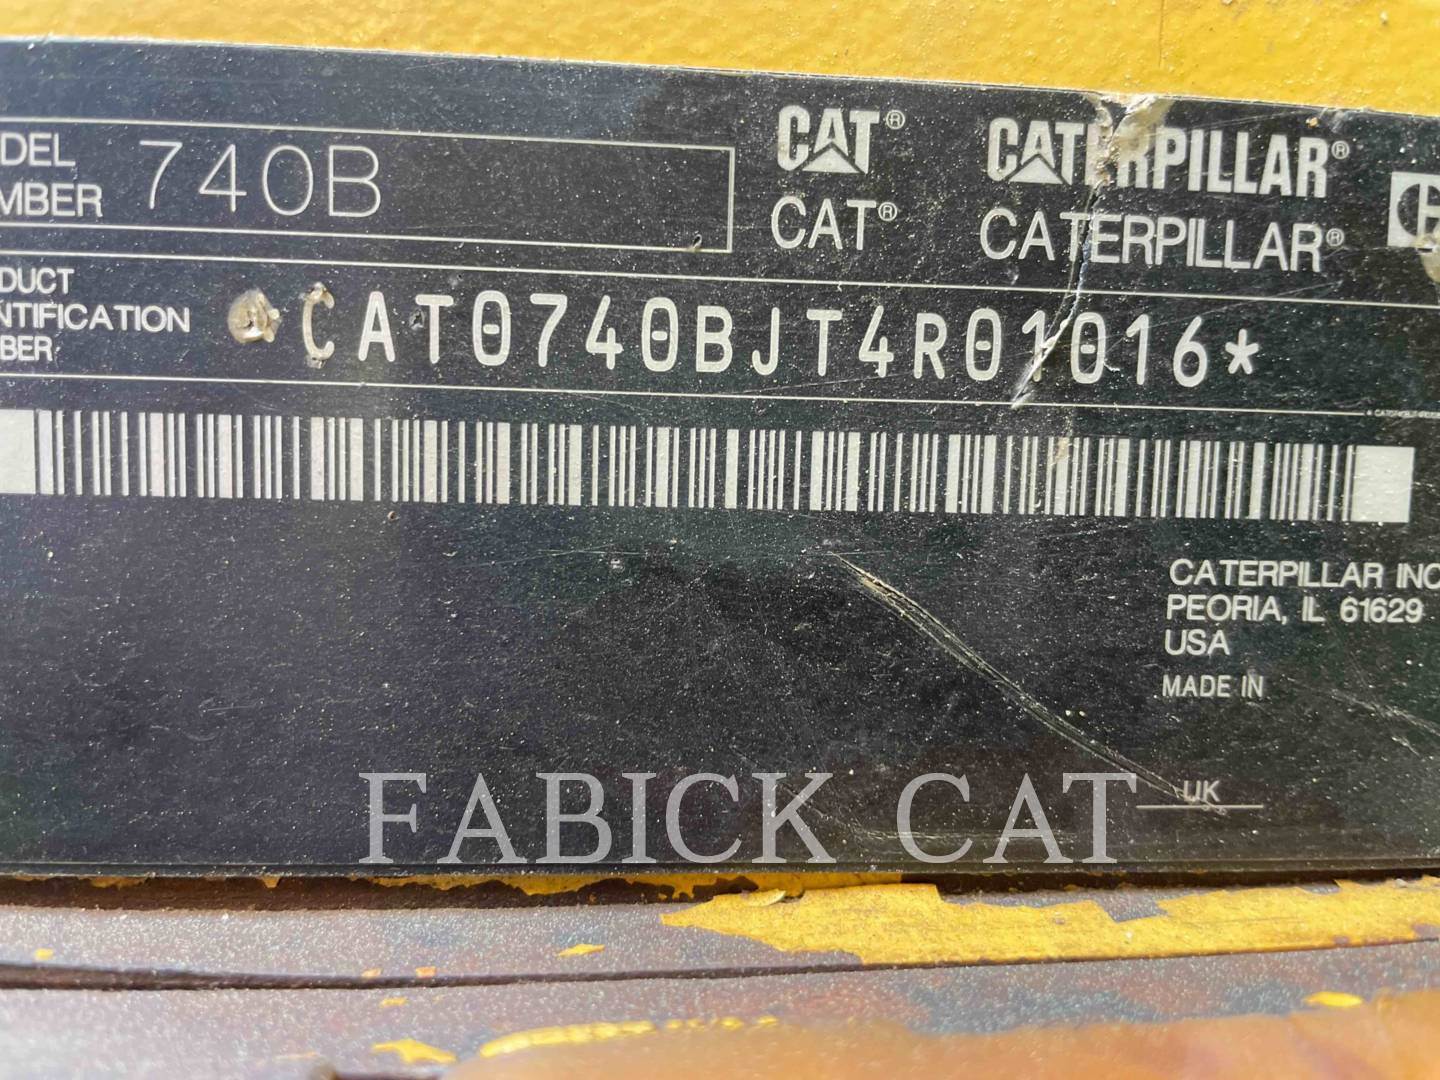 DEL
MBER 740B
CAT® CATERPILLAR®
CAT® CATERPILLAR®
DUCT
NTIFICATION
BER
CAT0740BJT4R01016*
CATERPILLAR INC
PEORIA, IL 61629
USA
MADE IN
UK
FABICK CAT